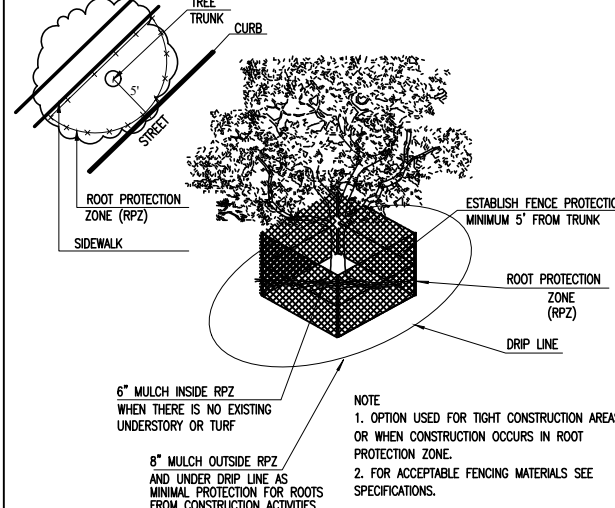 TREE
TRUNK
CURB
5'
STREET
ROOT PROTECTION
ZONE (RPZ)
SIDEWALK
ESTABLISH FENCE PROTECTIO
MINIMUM 5' FROM TRUNK
ROOT PROTECTION
ZONE
(RPZ)
DRIP LINE
6" MULCH INSIDE RPZ
WHEN THERE IS NO EXISTING
UNDERSTORY OR TURF
8" MULCH OUTSIDE RPZ
AND UNDER DRIP LINE AS
MINIMAL PROTECTION FOR ROOTS
FROM CONSTRUCTION ACTIVITIES
NOTE
1. OPTION USED FOR TIGHT CONSTRUCTION AREAS
OR WHEN CONSTRUCTION OCCURS IN ROOT
PROTECTION ZONE.
2. FOR ACCEPTABLE FENCING MATERIALS SEE
SPECIFICATIONS.